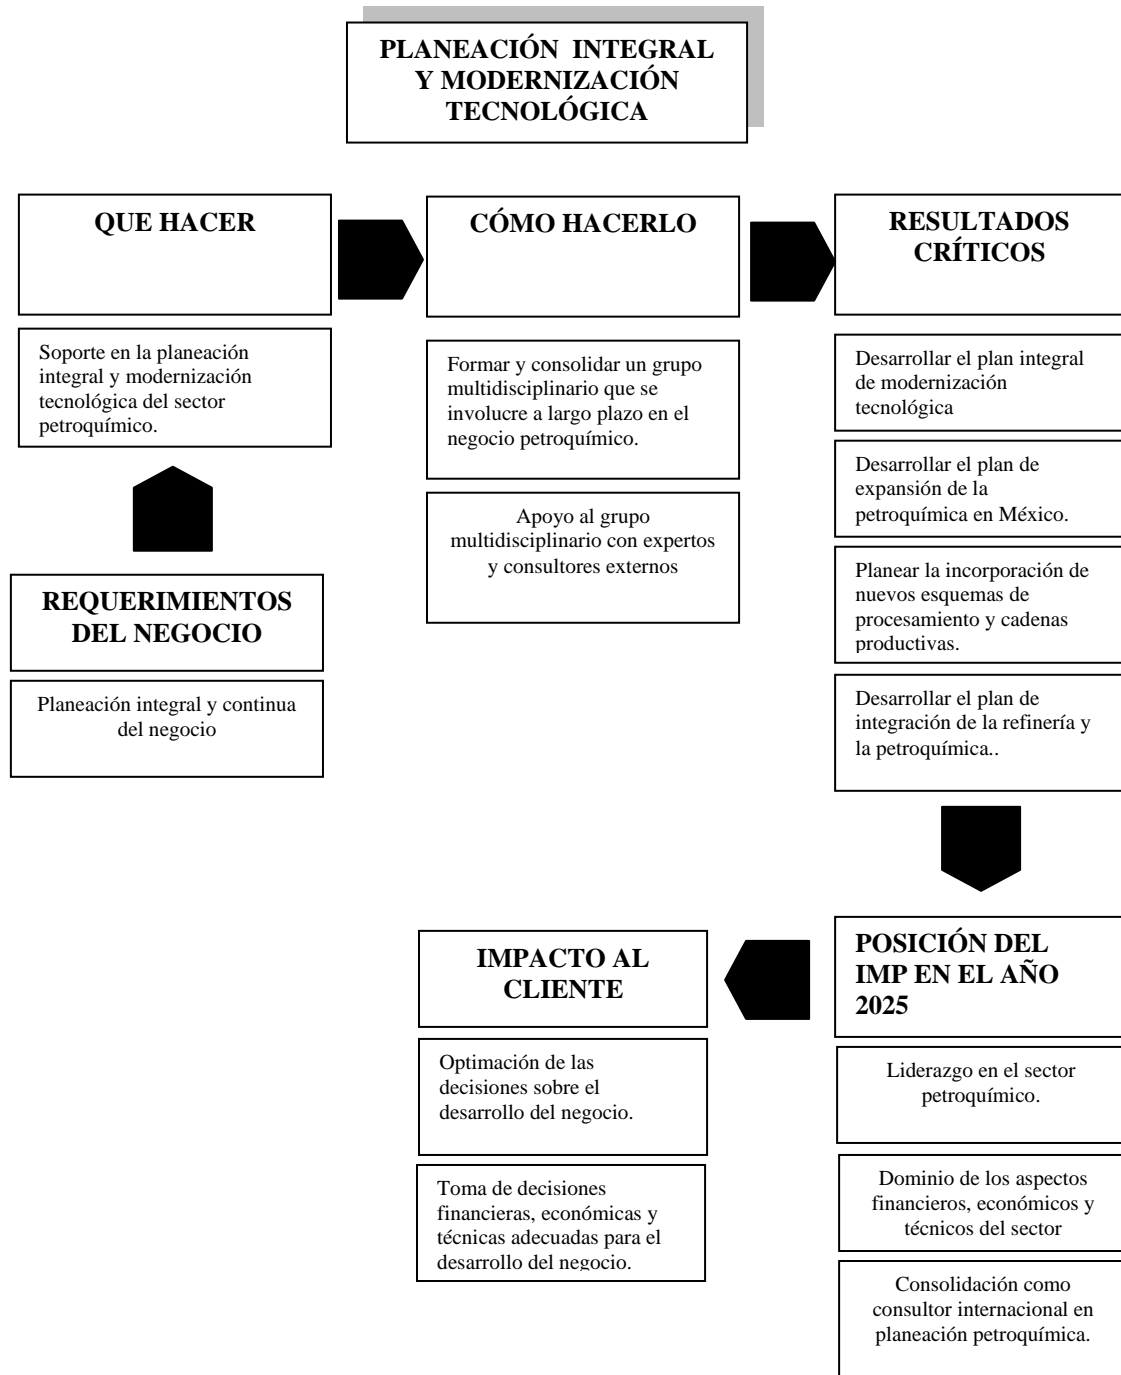 PLANEACIÓN INTEGRAL
Y MODERNIZACIÓN
TECNOLÓGICA
QUE HACER
Soporte en la planeación
integral y modernización
tecnológica del sector
petroquímico.
REQUERIMIENTOS
DEL NEGOCIO
Planeación integral y continua
del negocio
CÓMO HACERLO
Formar y consolidar un grupo
multidisciplinario que se
involucre a largo plazo en el
negocio petroquímico.
Apoyo al grupo
multidisciplinario con expertos
y consultores externos
RESULTADOS
CRÍTICOS
Desarrollar el plan integral
de modernización
tecnológica
Desarrollar el plan de
expansión de la
petroquímica en México.
Planear la incorporación de
nuevos esquemas de
procesamiento y cadenas
productivas.
Desarrollar el plan de
integración de la refinería y
la petroquímica..
POSICIÓN DEL
IMP EN EL AÑO
2025
Liderazgo en el sector
petroquímico.
Dominio de los aspectos
financieros, económicos y
técnicos del sector
Consolidación como
consultor internacional en
planeación petroquímica.
IMPACTO AL
CLIENTE
Optimación de las
decisiones sobre el
desarrollo del negocio.
Toma de decisiones
financieras, económicas y
técnicas adecuadas para el
desarrollo del negocio.